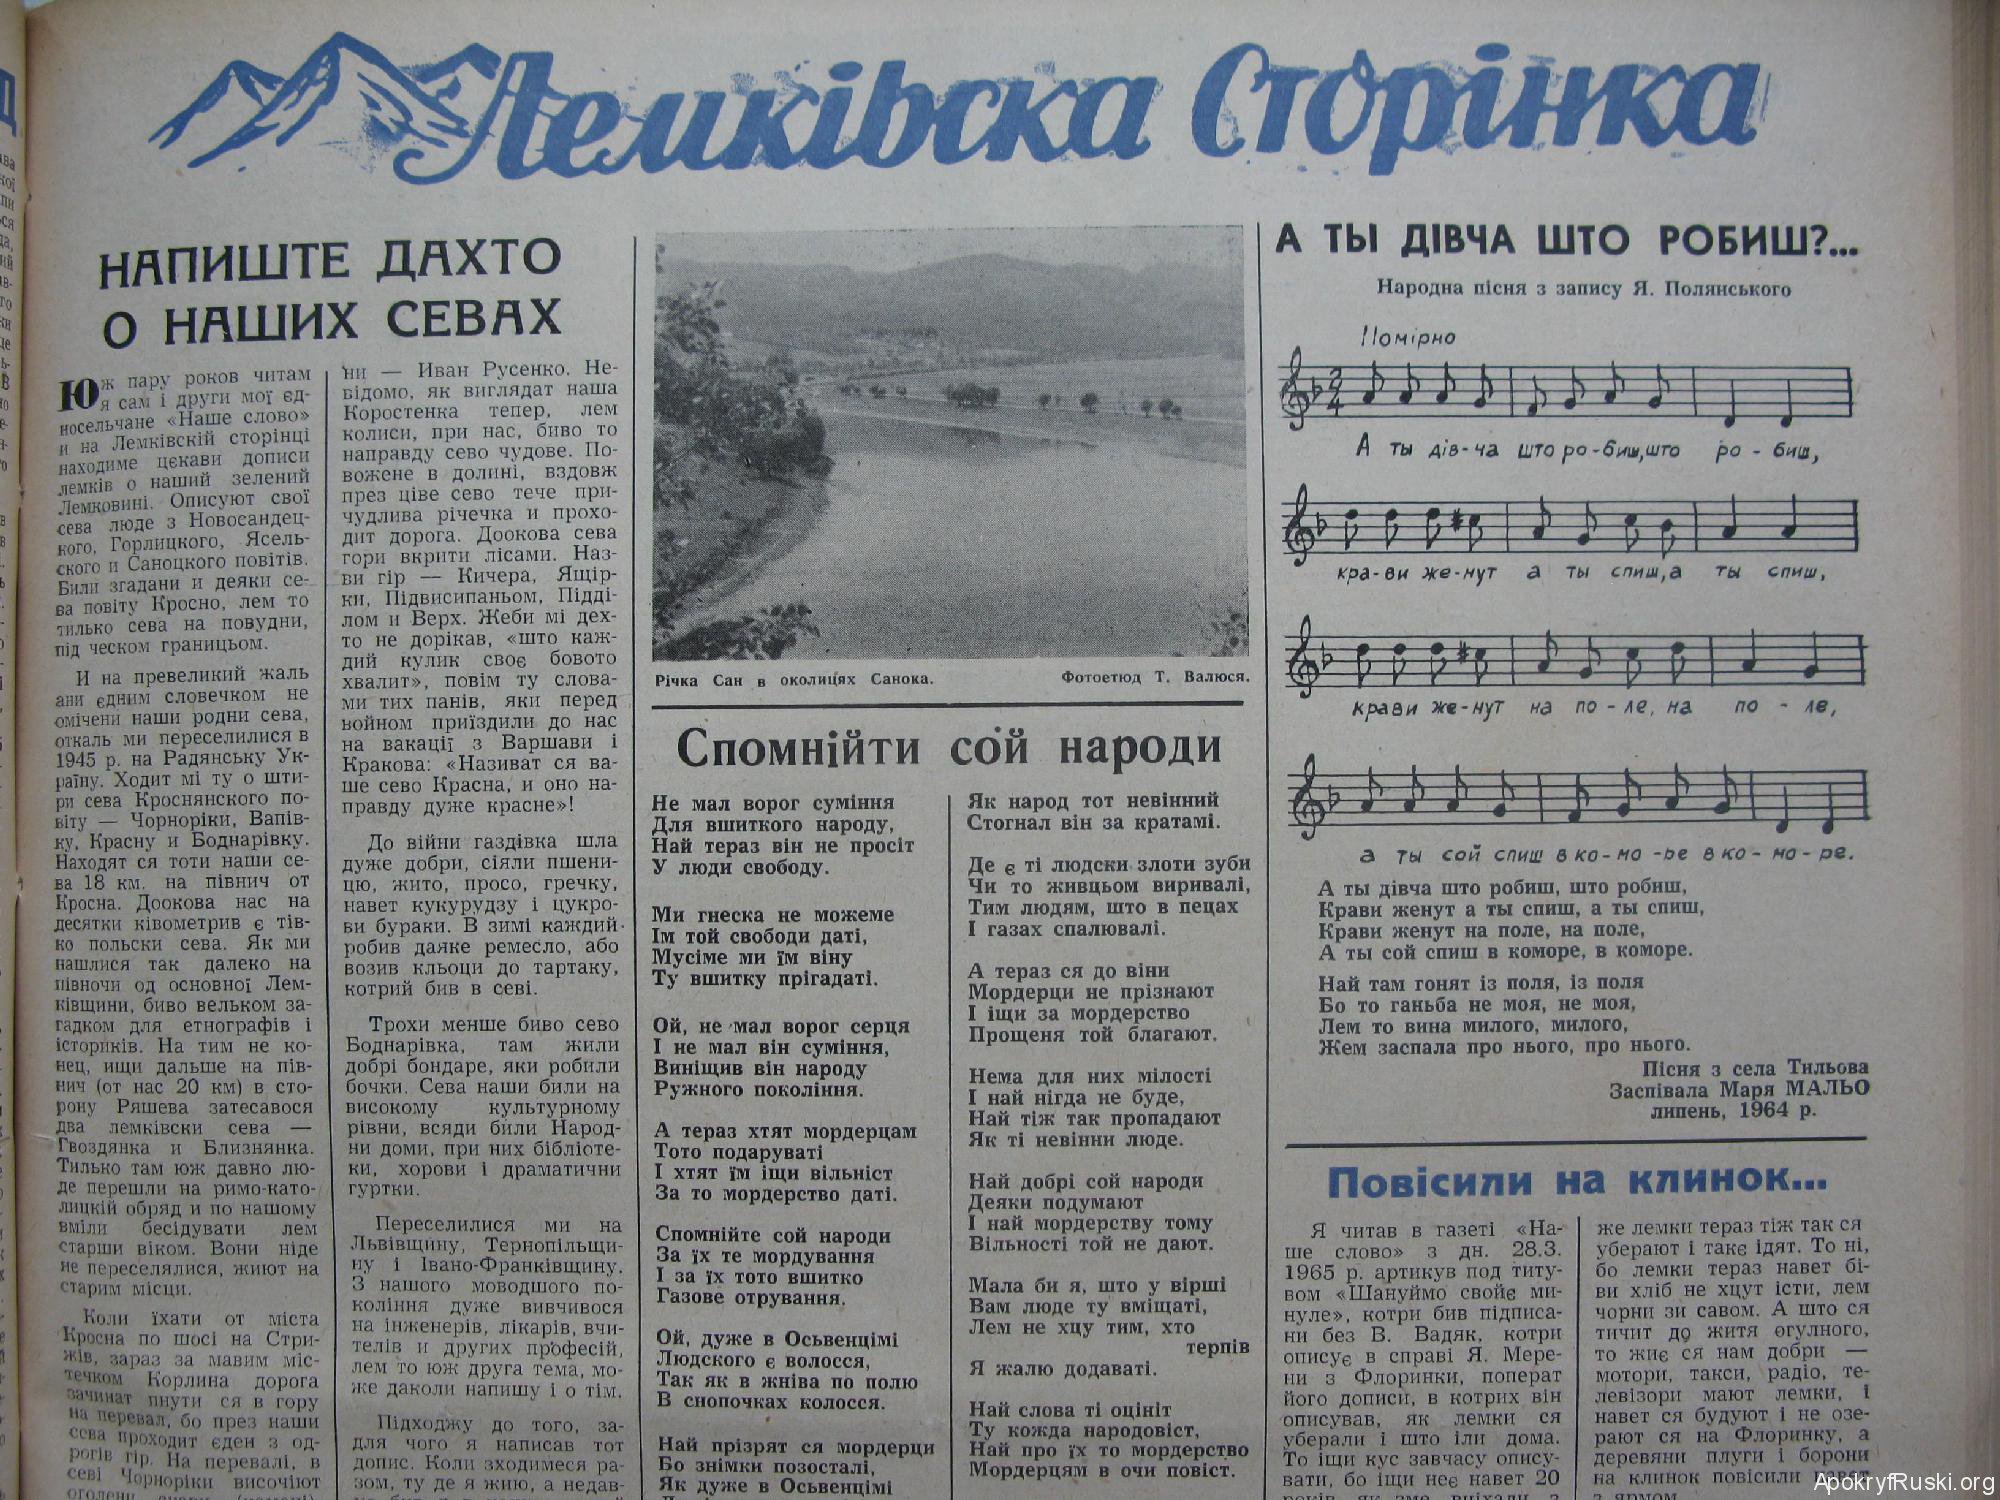 Лемківска Сторінка
НАПИШТЕ ДАХТО
О НАШИХ СЕВАХ
Юж пару роков читам
я сам і други мої єд-
носельчане «Наше слово»
и на Лемківскій сторінці
находиме цєкави дописи
лемків о наший зелений
Лемковині. Описуют свої
сева люде з Новосандец-
кого, Горлицкого, Ясель-
ского и Саноцкого повітів.
Били згадани и деяки се-
ва повіту Кросно, лем то
тилько сева на повудни,
під ческом границьом.
И на превеликий жаль
ани єдним словечком не
омічени наши родни сева,
откаль ми переселилися в
1945 р. на Радянську Ук-
раїну. Ходит мі ту о шти-
ри сева Кроснянского по-
віту — Чорноріки, Вапів-
ку, Красну и Боднарівку.
Находят ся тоти наши се-
ва 18 км. на північ от
Кросна. Доокова нас на
десятки ківометрив є тів-
ко польски сева. Як ми
нашлися так далеко на
півночи од основної Лем-
ківщини, биво вельком за-
гадком для етнографів і
істориків. На тим не ко-
нец, ищи дальше на пів-
нич (от нас 20 км) в сто-
рону Ряшева затесавося
два лемківски сева —
Гвоздянка и Близнянка.
Тилько там юж давно лю-
де перешли на римо-като-
лицкій обряд и по нашому
вміли бесідувати лем
старши віком. Вони ніде
не переселялися, жиют на
старим місци.
Коли їхати от міста
Кросна по шосі на Стри-
жів, зараз за мавим міс-
течком Корлина дорога
зачинат пнути ся в гору
на перевал, бо през наши
сева проходит єден з од-
рогів гір. На перевалі, в
севі Чорноріки височіют
ни — Иван Русенко. Не-
відомо, як виглядат наша
Коростенка тепер, лем
колиси, при нас, биво то
направду сево чудове. По-
вожене в долині, вздовж
през ціве сево тече при-
чудлива річечка и прохо-
дит дорога. Доокова сева
гори вкрити лісами. Наз-
ви гір — Кичера, Ящір-
ки, Підвисипаньом, Підді-
лом и Верх. Жеби мі дех-
то не дорікав, «што каж-
дий кулик своє бовото
хвалит», повім ту слова-
ми тих панів, яки перед
войном приїздили до нас
на вакації з Варшави і
Кракова: «Називат ся ва-
ше сево Красна, и оно на-
правду дуже красне»!
До війни газдівка шла
дуже добри, сіяли пшени-
цю, жито, просо, гречку,
навет кукурудзу і цукро-
ви бураки. В зимі каждий
робив даяке ремесло, або
возив кльоци до тартаку,
котрий бив в севі.
Трохи менше биво сево
Боднарівка, там жили
добрі бондаре, яки робили
бочки. Сева наши били на
високому культурному
рівни, всяди били Народ-
ни доми, при них бібліоте-
ки, хорови і драматични
гуртки.
Переселилися ми на
Львівщину, Тернопільщи-
ну і Івано-Франківщину.
З нашого моводшого по-
коління дуже вивчивося
на інженерів, лікарів, вчи-
телів и других професій,
лем то юж друга тема, мо-
же даколи напишу і о тім.
Підходжу до того, за-
для чого я написав тот
допис. Коли зходимеся ра-
зом, ту де я жию, а недав-
Річка Сан в околицях Санока. Фотоетюд Т. Валюся.
Спомнійти сой народи
Не мал ворог суміння
Для вшиткого народу,
Най тераз він не просіт
У люди свободу.
Ми гнеска не можеме
Їм той свободи даті,
Мусіме ми їм віну
Ту вшитку прігадаті.
Ой, не мал ворог серця
І не мал він суміння,
Виніщив він народу
Ружного покоління.
А тераз хтят мордерцам
Тото подаруваті
І хтят їм іщи вільніст
За то мордерство даті.
Спомнійте сой народи
За їх те мордування
І за їх тото вшитко
Газове отрування.
Ой, дуже в Осьвенцімі
Людского є волосся,
Так як в жніва по полю
В снопочках колосся.
Най прізрят ся мордерци
Бо знімки позосталі,
Як дуже в Осьвенцімі
Як народ тот невінний
Стогнал він за кратамі.
Де є ті людски злоти зуби
Чи то живцьом виривалі,
Тим людям, што в пецах
І газах спалювалі.
А тераз ся до віни
Мордерци не прізнают
І іщи за мордерство
Прощеня той благают.
Нема для них мілості
І най нігда не буде,
Най тіж так пропадают
Як ті невінни люде.
Най добрі сой народи
Деяки подумают
І най мордерству тому
Вільності той не дают.
Мала би я, што у вірші
Вам люде ту вміщаті,
Лем не хцу тим, хто
терпів
Я жалю додаваті.
Най слова ті оцініт
Ту кожда народовіст,
Най про їх то мордерство
Мордерцям в очи повіст.
А ТЫ ДІВЧА ШТО РОБИШ?...
Народна пісня з запису Я. Полянського
Помірно
А ты дів-ча што ро-биш, што ро - биш,
кра-ви же-нут а ты спиш, а ты спиш,
крави же-нут на по - ле, на по - ле,
а ты сой спиш в ко-мо-ре в ко - мо - ре.
А ты дівча што робиш, што робиш,
Крави женут а ты спиш, а ты спиш,
Крави женут на поле, на поле,
А ты сой спиш в коморе, в коморе.
Най там гонят із поля, із поля
Бо то ганьба не моя, не моя,
Лем то вина милого, милого,
Жем заспала про нього, про нього.
Пісня з села Тильова
Заспівала Маря МАЛЬО
липень, 1964 р.
Повісили на клинок...
Я читав в газеті «На-
ше слово» з дн. 28.3.
1965 р. артикув под титу-
вом «Шануймо свойє ми-
нуле», котри бив підписа-
ни без В. Вадяк, котри
описує в справі Я. Мере-
ни з Флоринки, поперат
його дописи, в котрих він
описував, як лемки ся
уберали і што іли дома.
То іщи кус завчасу опису-
вати, бо іщи неє навет 20
років, як зме виїхали з
же лемки тераз тіж так ся
уберают і такє ідят. То ні,
бо лемки тераз навет бі-
ви хліб не хцут їсти, лем
чорни зи савом. А што ся
тичит до житя огулного,
то жиє ся нам добри —
мотори, такси, радіо, те-
левізори мают лемки, і
навет ся будуют і не озе-
рают ся на Флоринку, а
деревяни плуги і борони
на клинок повісили навет
з ярмом.
ApokryfRuski.org